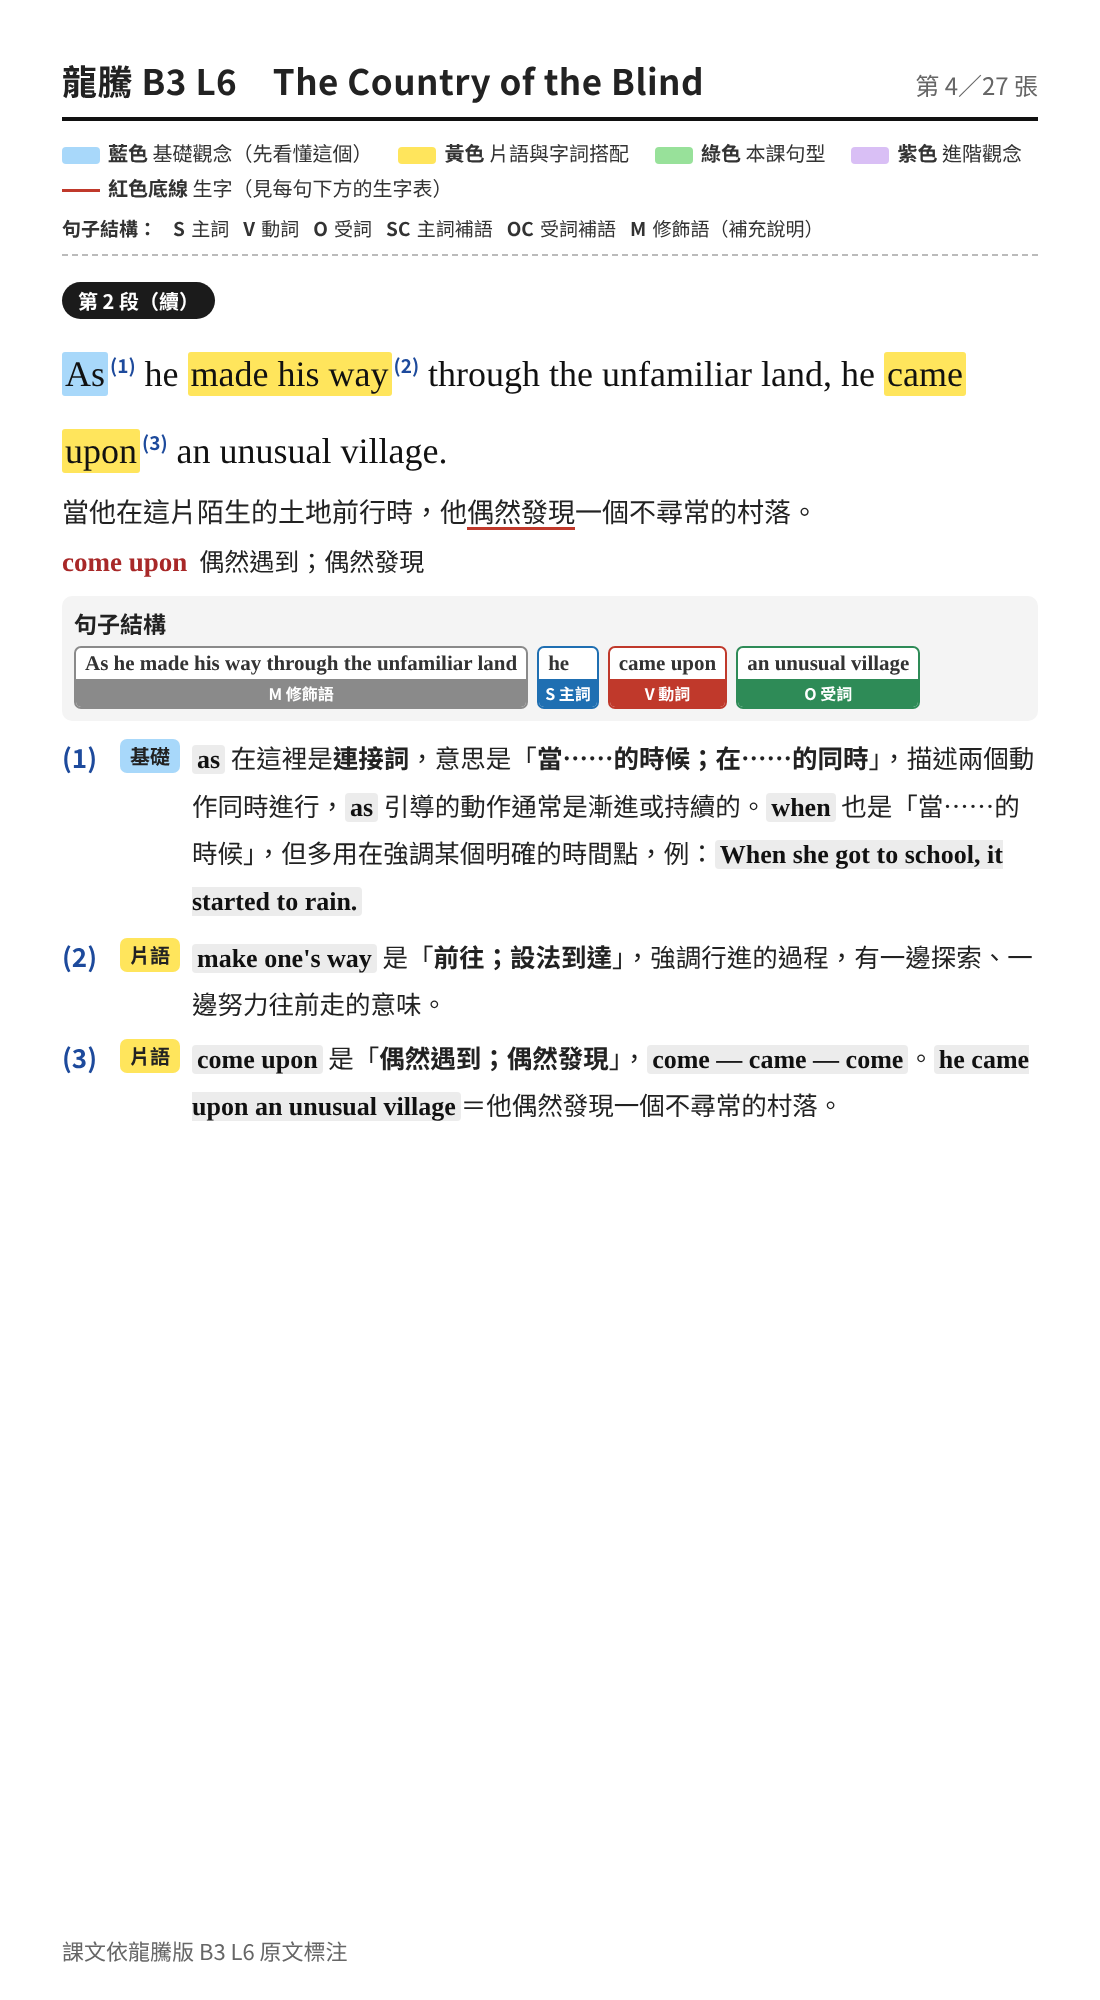 龍騰 B3 L6　The Country of the Blind　第 4／27 張
藍色 基礎觀念（先看懂這個）　黃色 片語與字詞搭配　綠色 本課句型　紫色 進階觀念
紅色底線 生字（見每句下方的生字表）
句子結構：　S 主詞　V 動詞　O 受詞　SC 主詞補語　OC 受詞補語　M 修飾語（補充說明）
第 2 段（續）
As(1) he made his way(2) through the unfamiliar land, he came
upon(3) an unusual village.
當他在這片陌生的土地前行時，他偶然發現一個不尋常的村落。
come upon 偶然遇到；偶然發現
句子結構
As he made his way through the unfamiliar land　he　came upon　an unusual village
M 修飾語　S 主詞　V 動詞　O 受詞
(1) 基礎 as 在這裡是連接詞，意思是「當……的時候；在……的同時」，描述兩個動
作同時進行，as 引導的動作通常是漸進或持續的。when 也是「當……的
時候」，但多用在強調某個明確的時間點，例：When she got to school, it
started to rain.
(2) 片語 make one's way 是「前往；設法到達」，強調行進的過程，有一邊探索、一
邊努力往前走的意味。
(3) 片語 come upon 是「偶然遇到；偶然發現」，come — came — come。he came
upon an unusual village＝他偶然發現一個不尋常的村落。
課文依龍騰版 B3 L6 原文標注